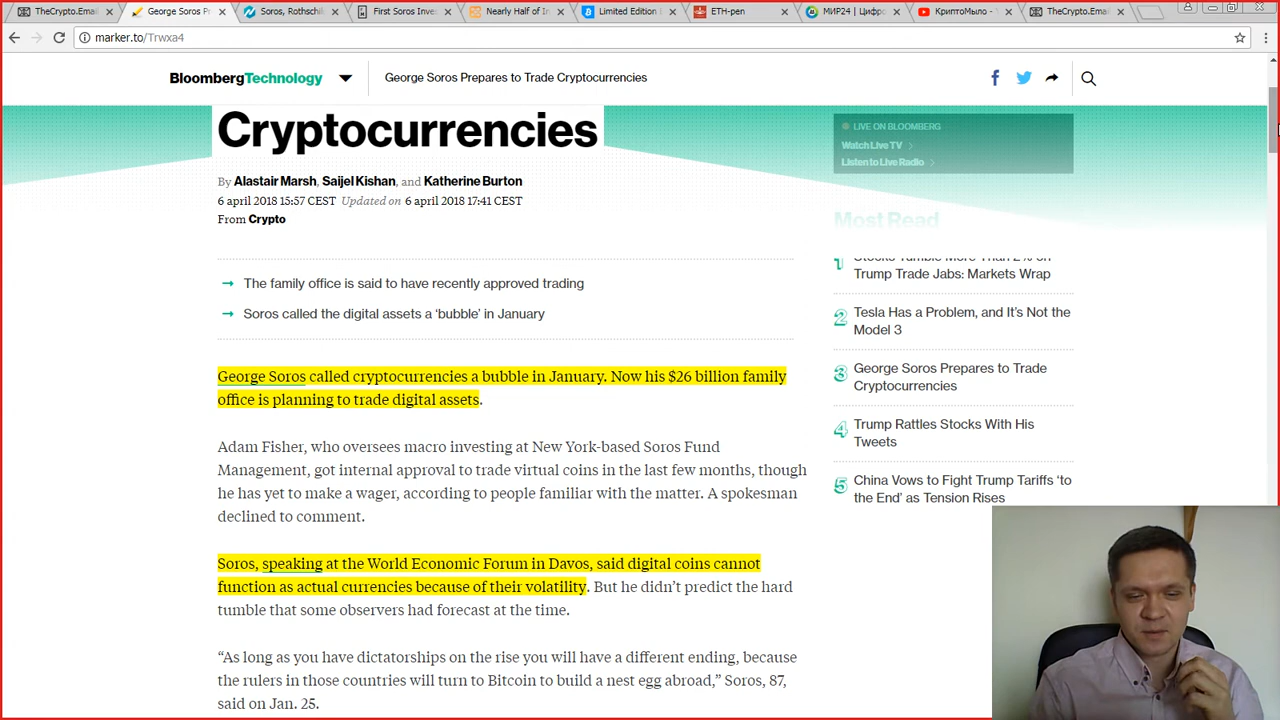 TheCrypto.Ema
George Soros P
Soros, Rothschil
First Soros Inve
Nearly Half of In
Limited Edition
ETH-pen
МИР24 | Цифро
КриптоМыло - T
TheCrypto.Ema
marker.to/Trwxa4
BloombergTechnology
George Soros Prepares to Trade Cryptocurrencies
Cryptocurrencies
By Alastair Marsh, Saijel Kishan, and Katherine Burton
6 april 2018 15:57 CEST Updated on 6 april 2018 17:41 CEST
From Crypto
→ The family office is said to have recently approved trading
→ Soros called the digital assets a ‘bubble’ in January
George Soros called cryptocurrencies a bubble in January. Now his $26 billion family
office is planning to trade digital assets.
Adam Fisher, who oversees macro investing at New York-based Soros Fund
Management, got internal approval to trade virtual coins in the last few months, though
he has yet to make a wager, according to people familiar with the matter. A spokesman
declined to comment.
Soros, speaking at the World Economic Forum in Davos, said digital coins cannot
function as actual currencies because of their volatility. But he didn’t predict the hard
tumble that some observers had forecast at the time.
“As long as you have dictatorships on the rise you will have a different ending, because
the rulers in those countries will turn to Bitcoin to build a nest egg abroad,” Soros, 87,
said on Jan. 25.
LIVE ON BLOOMBERG
Watch Live TV >
Listen to Live Radio >
Most Read
1 Stocks Tumble More Than 2% on
Trump Trade Jabs: Markets Wrap
2 Tesla Has a Problem, and It’s Not the
Model 3
3 George Soros Prepares to Trade
Cryptocurrencies
4 Trump Rattles Stocks With His
Tweets
5 China Vows to Fight Trump Tariffs ‘to
the End’ as Tension Rises